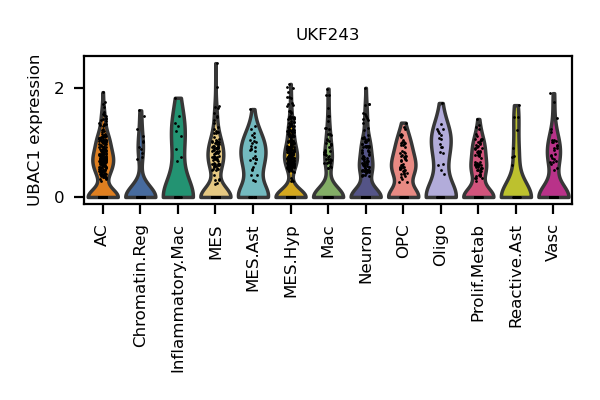 UKF243
UBAC1 expression
2
0
AC
Chromatin.Reg
Inflammatory.Mac
MES
MES.Ast
MES.Hyp
Mac
Neuron
OPC
Oligo
Prolif.Metab
Reactive.Ast
Vasc